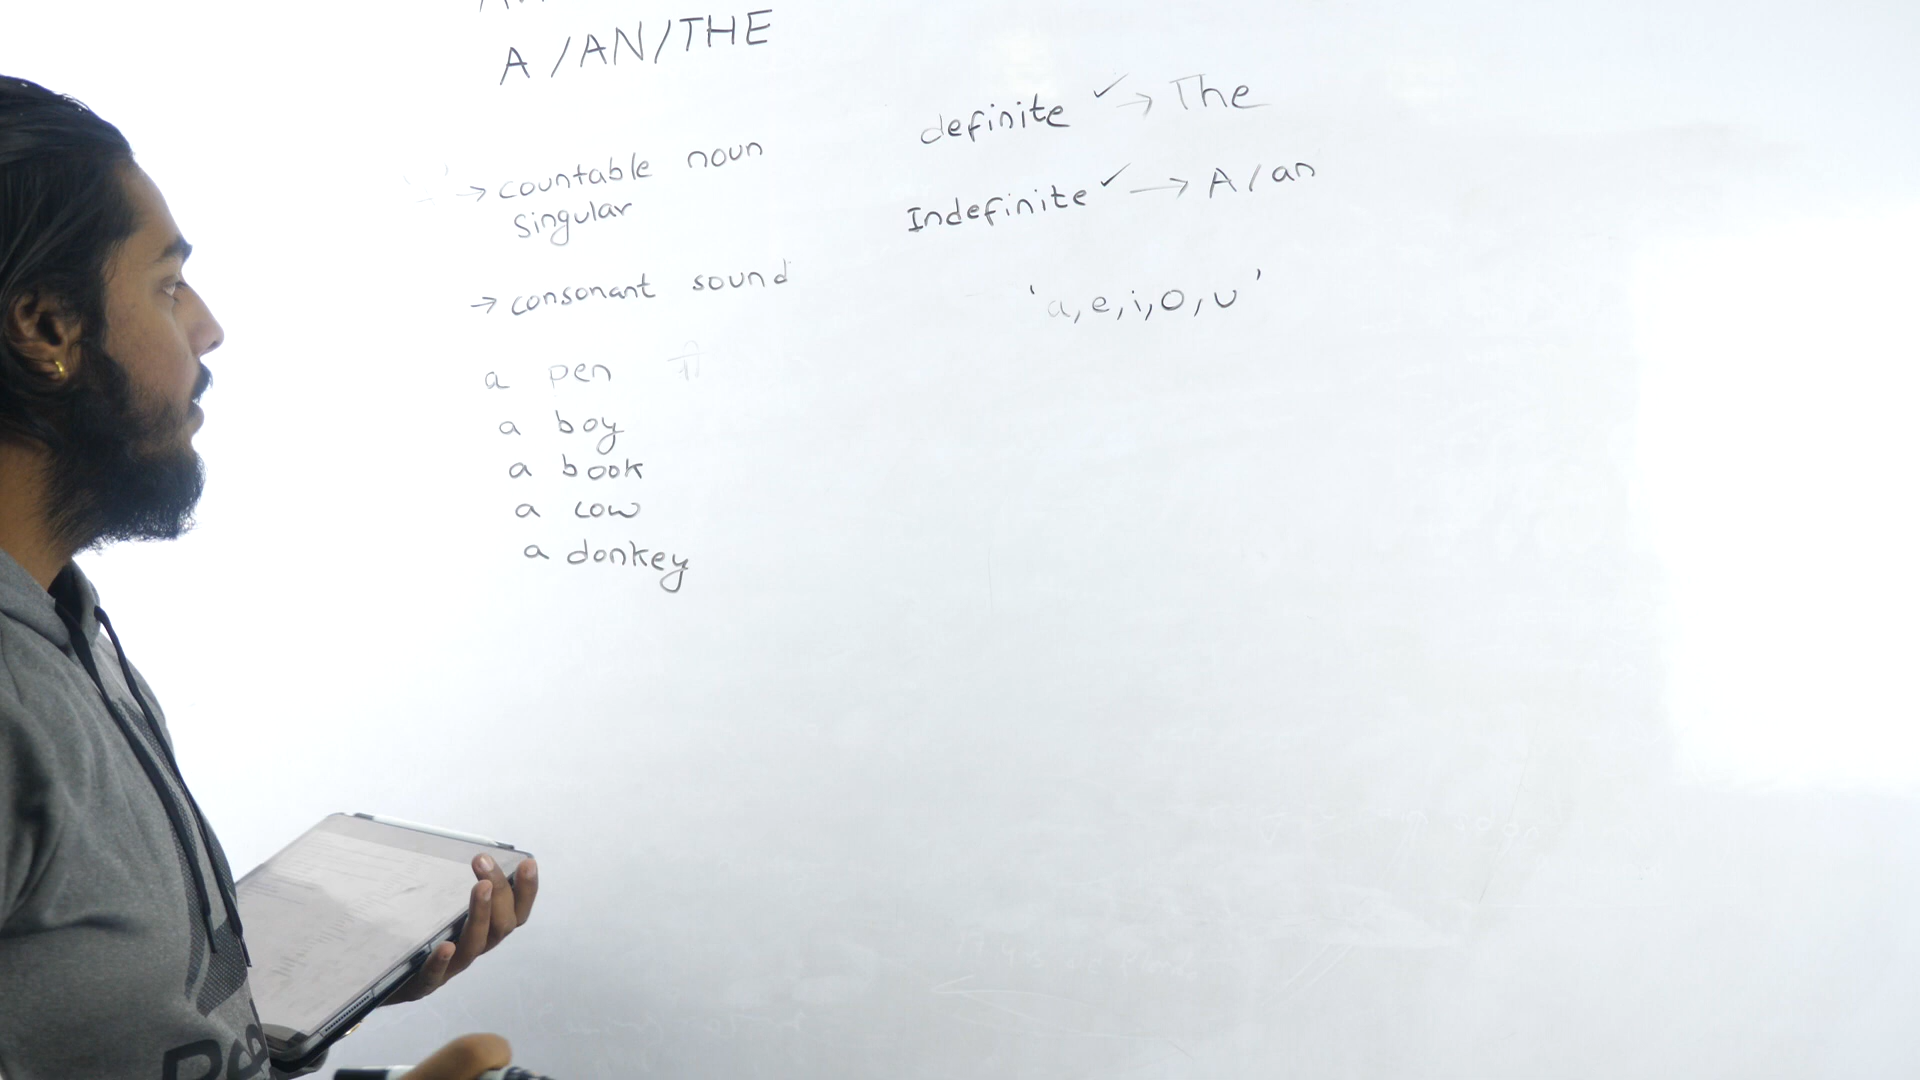 A/AN/THE
→ countable noun
singular
→ consonant sound
a pen
a boy
a book
a cow
a donkey
definite ✓ → The
Indefinite ✓ → A/an
'a, e, i, o, u'